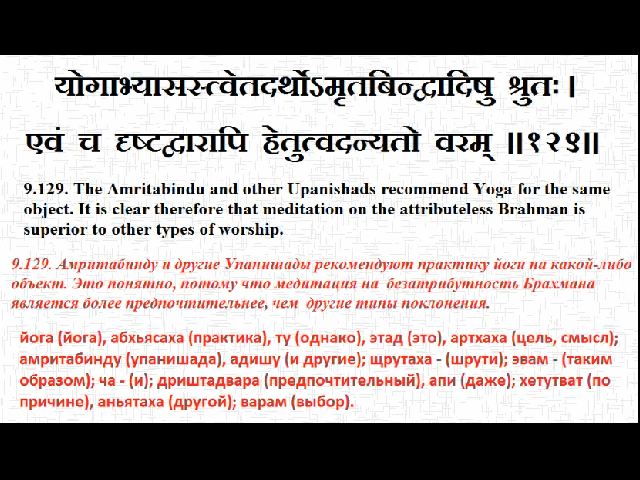 योगाभ्यासस्त्वेतदर्थोऽमृतबिन्द्वादिषु श्रुतः ।
एवं च दृष्टद्वारापि हेतुत्वदन्यतो वरम् ॥१२९॥
9.129. The Amritabindu and other Upanishads recommend Yoga for the same
object. It is clear therefore that meditation on the attributeless Brahman is
superior to other types of worship.
9.129. Амритабинду и другие Упанишады рекомендуют практику йоги на какой-либо
объект. Это понятно, потому что медитация на безатрибутность Брахмана
является более предпочтительнее, чем другие типы поклонения.
йога (йога), абхьясаха (практика), ту (однако), этад (это), артхаха (цель, смысл);
амритабинду (упанишада), адишу (и другие); щрутаха - (шрути); эвам - (таким
образом); ча - (и); дриштадвара (предпочтительный), апи (даже); хетутват (по
причине), аньятаха (другой); варам (выбор).